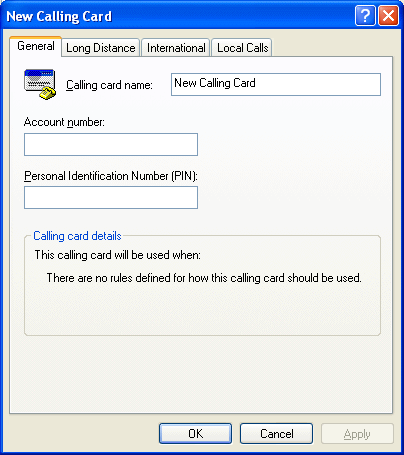 New Calling Card
General Long Distance International Local Calls
Calling card name: New Calling Card
Account number:
Personal Identification Number (PIN):
Calling card details
This calling card will be used when:
There are no rules defined for how this calling card should be used.
OK Cancel Apply